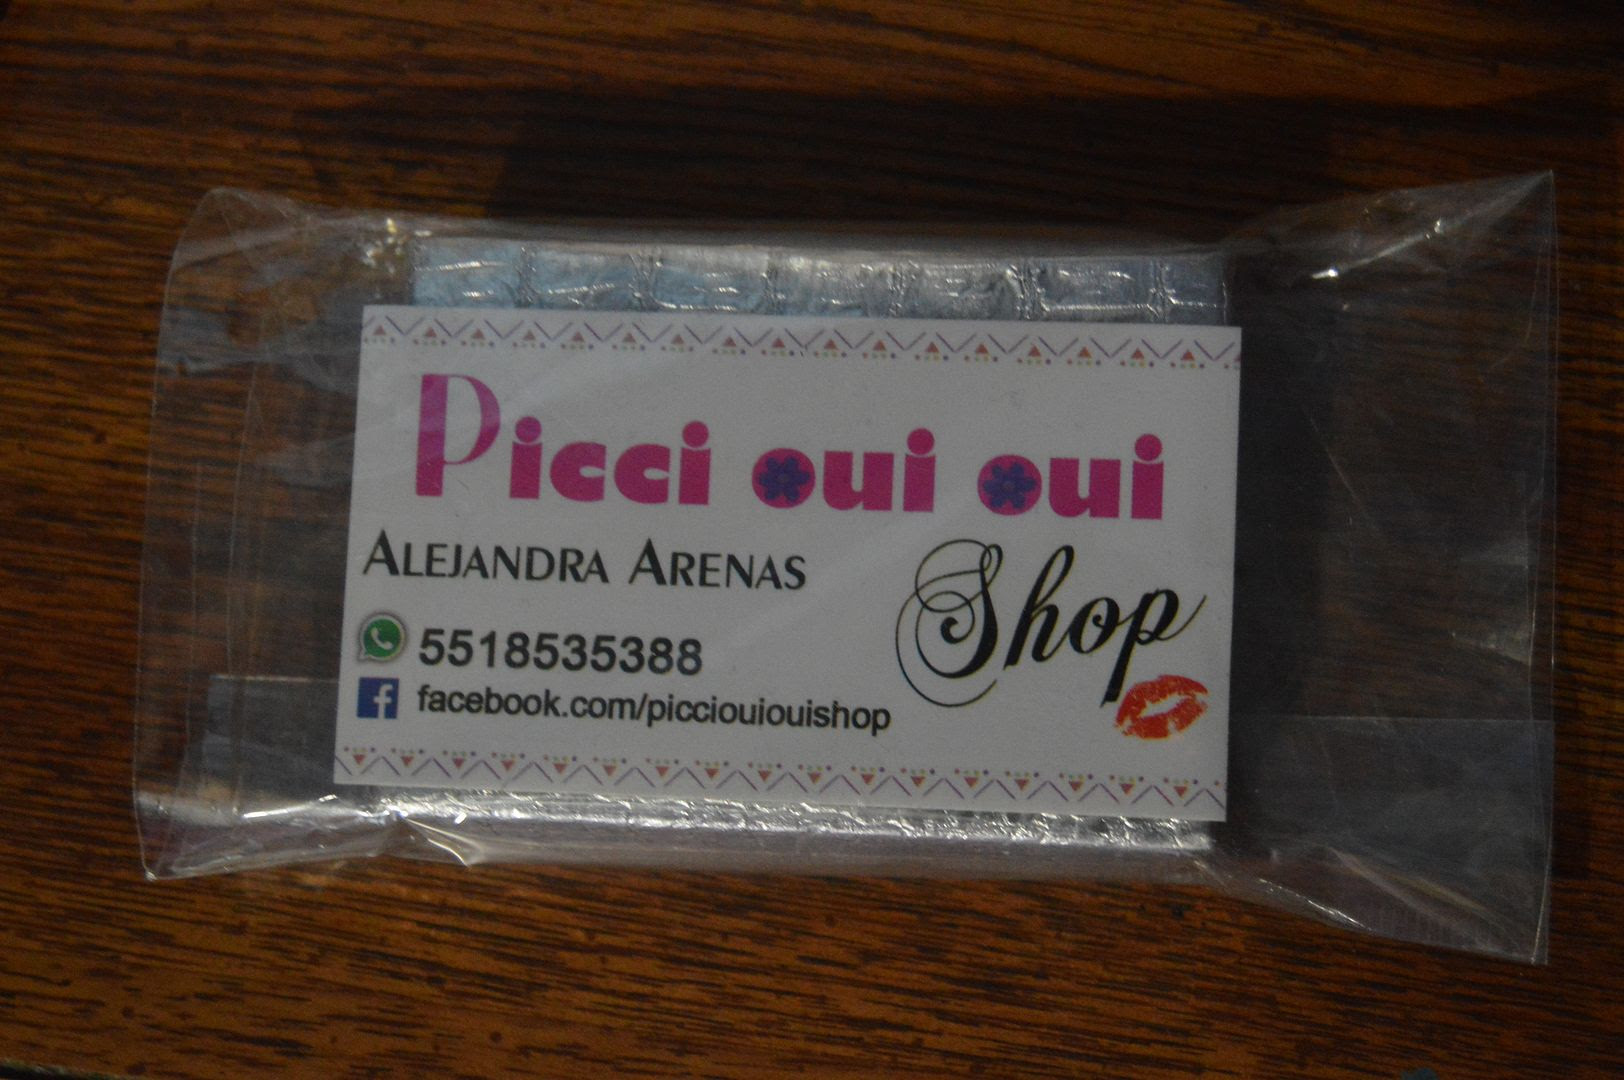 Picci oui oui
ALEJANDRA ARENAS
Shop
5518535388
facebook.com/picciouiouishop